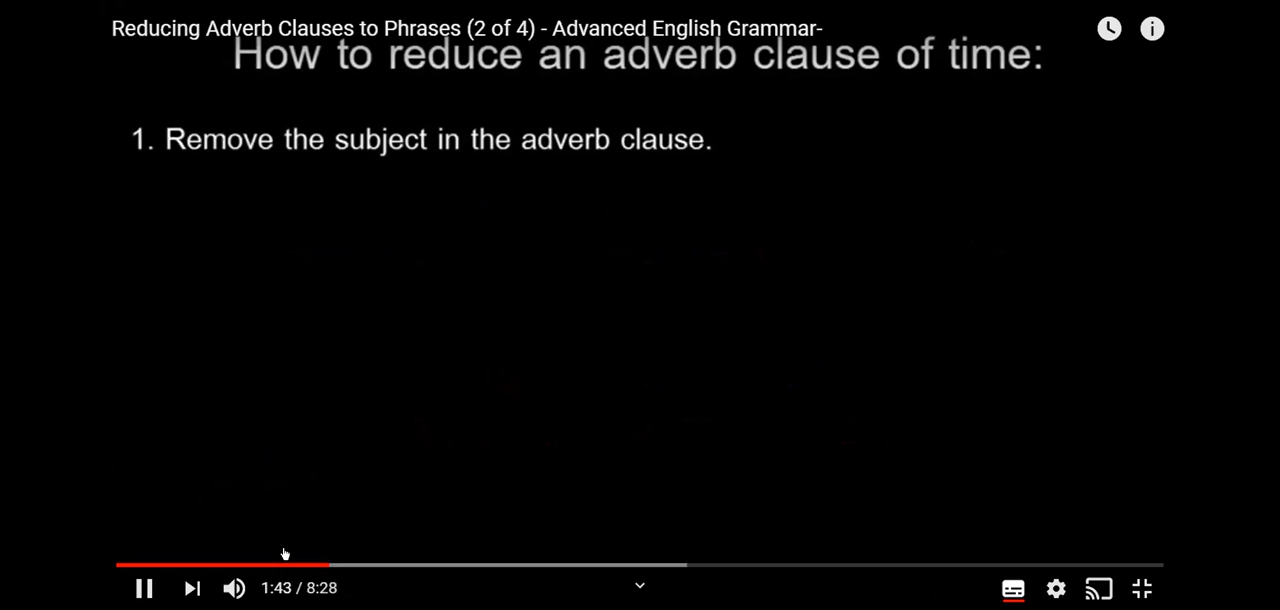 Reducing Adverb Clauses to Phrases (2 of 4) - Advanced English Grammar-
How to reduce an adverb clause of time:
1. Remove the subject in the adverb clause.
1:43 / 8:28